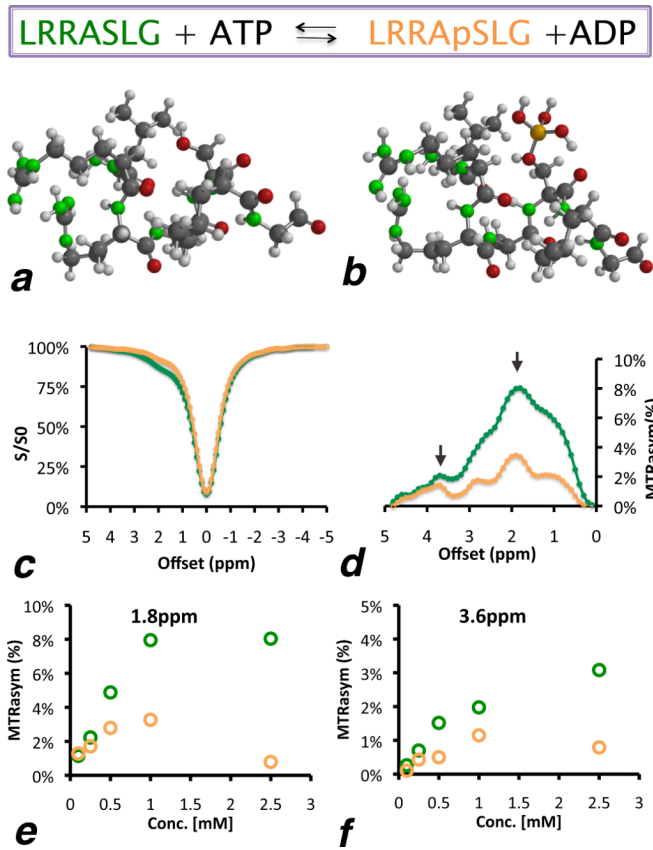 LRRASLG + ATP ⇌ LRRApSLG +ADP
a
b
100%
75%
50%
25%
0%
S/S0
5 4 3 2 1 0 -1 -2 -3 -4 -5
Offset (ppm)
c
10%
8%
6%
4%
2%
0%
MTRasym(%)
5 4 3 2 1 0
Offset (ppm)
d
1.8ppm
10%
8%
6%
4%
2%
0%
MTRasym (%)
0 0.5 1 1.5 2 2.5 3
Conc. [mM]
e
3.6ppm
5%
4%
3%
2%
1%
0%
MTRasym (%)
0 0.5 1 1.5 2 2.5 3
Conc. [mM]
f